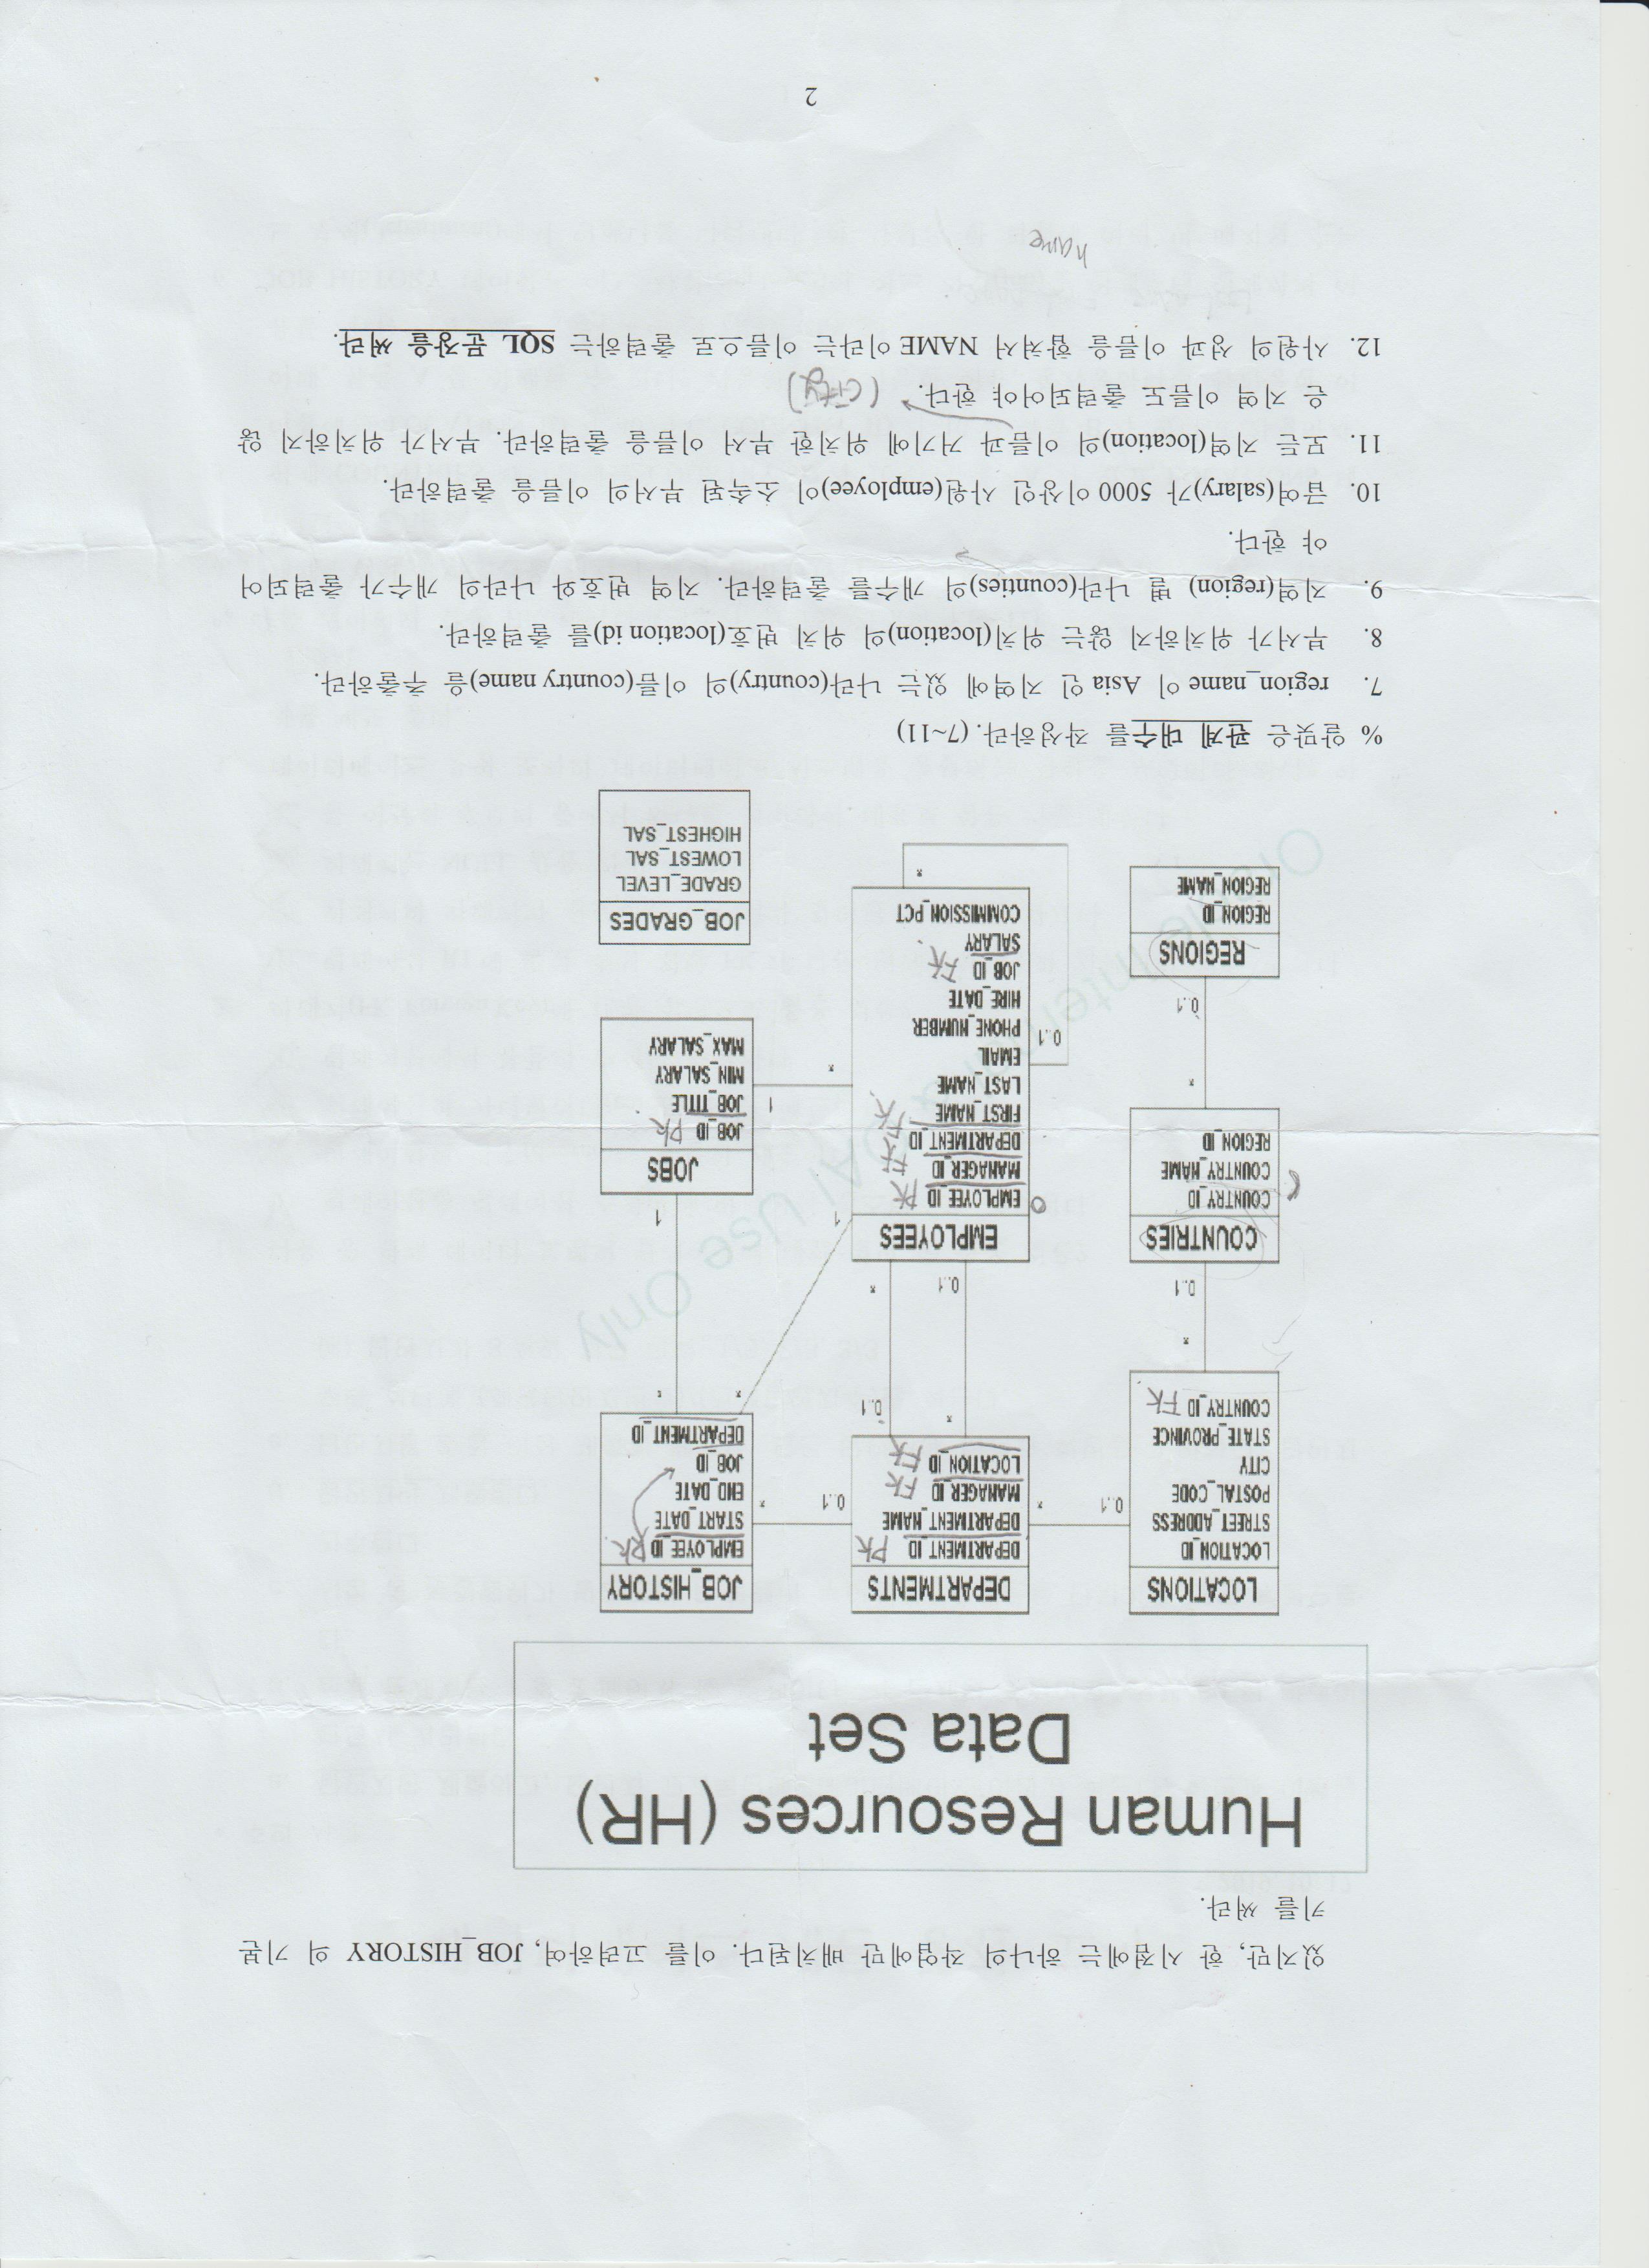 있지만, 한 시점에는 하나의 작업에만 배치된다. 이를 고려하여, JOB_HISTORY 의 기본
키를 써라.
Human Resources (HR)
Data Set
LOCATIONS
LOCATION_ID
STREET_ADDRESS
POSTAL_CODE
CITY
STATE_PROVINCE
COUNTRY_ID FK
0..1
*
DEPARTMENTS
DEPARTMENT_ID PK
DEPARTMENT_NAME
MANAGER_ID FK
LOCATION_ID FK
0..1
*
JOB_HISTORY
EMPLOYEE_ID PK
START_DATE
END_DATE
JOB_ID
DEPARTMENT_ID
*
0..1
*
0..1
0..1
*
*
*
1
1
COUNTRIES
COUNTRY_ID
COUNTRY_NAME
REGION_ID
*
0..1
EMPLOYEES
EMPLOYEE_ID PK
MANAGER_ID FK
DEPARTMENT_ID FK
FIRST_NAME
LAST_NAME
EMAIL
PHONE_NUMBER
HIRE_DATE
JOB_ID FK
SALARY
COMMISSION_PCT
0..1
*
*
1
JOBS
JOB_ID PK
JOB_TITLE
MIN_SALARY
MAX_SALARY
REGIONS
REGION_ID
REGION_NAME
JOB_GRADES
GRADE_LEVEL
LOWEST_SAL
HIGHEST_SAL
Oracle Internal & OAI Use Only
% 알맞은 관계 대수를 작성하라. (7~11)
7. region_name 이 Asia 인 지역에 있는 나라(country)의 이름(country name)을 추출하라.
8. 부서가 위치하지 않는 위치(location)의 위치 번호(location id)를 출력하라.
9. 지역(region) 별 나라(counties)의 개수를 출력하라. 지역 번호와 나라의 개수가 출력되어
야 한다.
10. 급여(salary)가 5000 이상인 사원(employee)이 소속된 부서의 이름을 출력하라.
11. 모든 지역(location)의 이름과 거기에 위치한 부서 이름을 출력하라. 부서가 위치하지 않
은 지역 이름도 출력되어야 한다. (city)
12. 사원의 성과 이름을 합쳐서 NAME 이라는 이름으로 출력하는 SQL 문장을 써라.
name
2